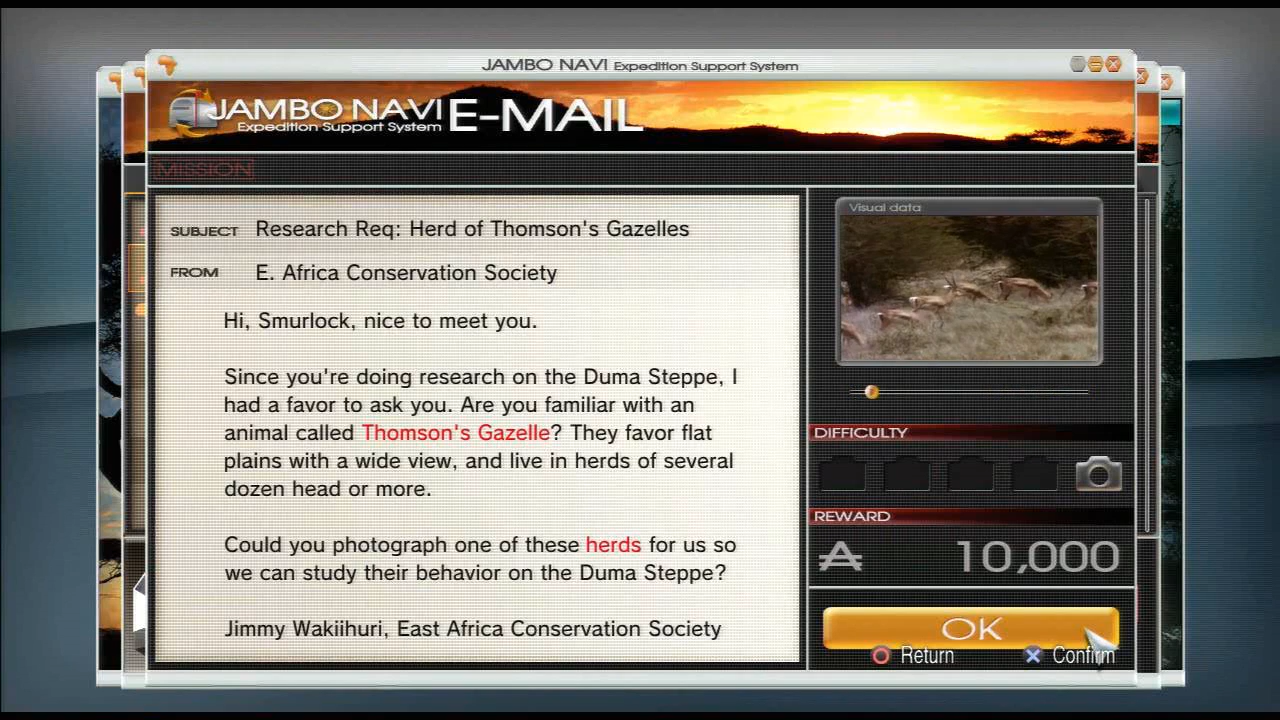 JAMBO NAVI Expedition Support System
JAMBO NAVI E-MAIL
Expedition Support System
MISSION
SUBJECT Research Req: Herd of Thomson's Gazelles
FROM E. Africa Conservation Society
Hi, Smurlock, nice to meet you.
Since you're doing research on the Duma Steppe, I
had a favor to ask you. Are you familiar with an
animal called Thomson's Gazelle? They favor flat
plains with a wide view, and live in herds of several
dozen head or more.
Could you photograph one of these herds for us so
we can study their behavior on the Duma Steppe?
Jimmy Wakiihuri, East Africa Conservation Society
Visual data
DIFFICULTY
REWARD
10,000
OK
Return Confirm